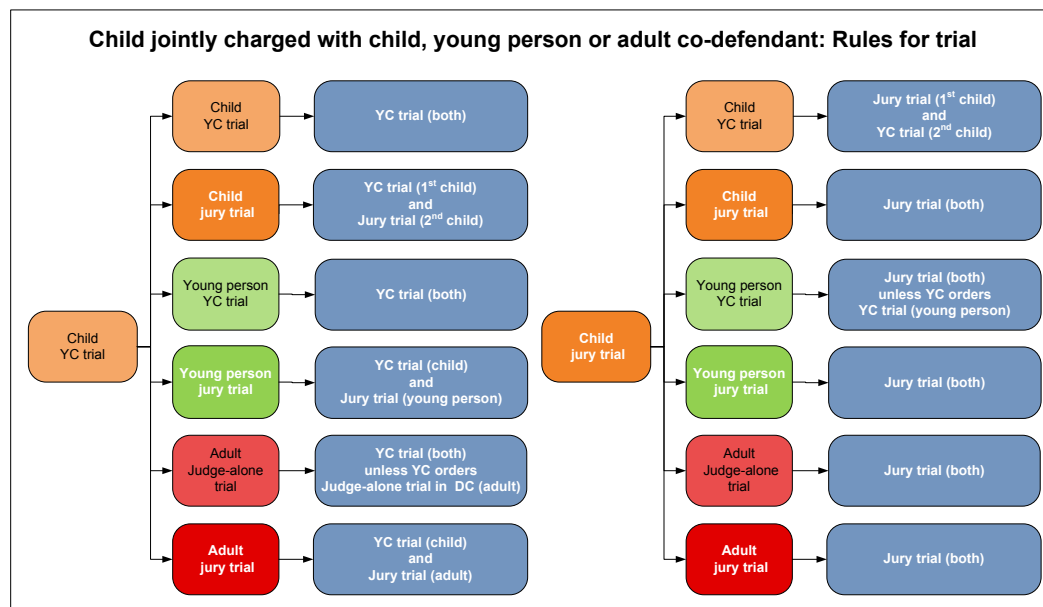 Child jointly charged with child, young person or adult co-defendant: Rules for trial
Child
YC trial
Child
YC trial
YC trial (both)
Child
jury trial
YC trial (1st child)
and
Jury trial (2nd child)
Young person
YC trial
YC trial (both)
Young person
jury trial
YC trial (child)
and
Jury trial (young person)
Adult
Judge-alone
trial
YC trial (both)
unless YC orders
Judge-alone trial in DC (adult)
Adult
jury trial
YC trial (child)
and
Jury trial (adult)
Child
jury trial
Child
YC trial
Jury trial (1st child)
and
YC trial (2nd child)
Child
jury trial
Jury trial (both)
Young person
YC trial
Jury trial (both)
unless YC orders
YC trial (young person)
Young person
jury trial
Jury trial (both)
Adult
Judge-alone
trial
Jury trial (both)
Adult
jury trial
Jury trial (both)